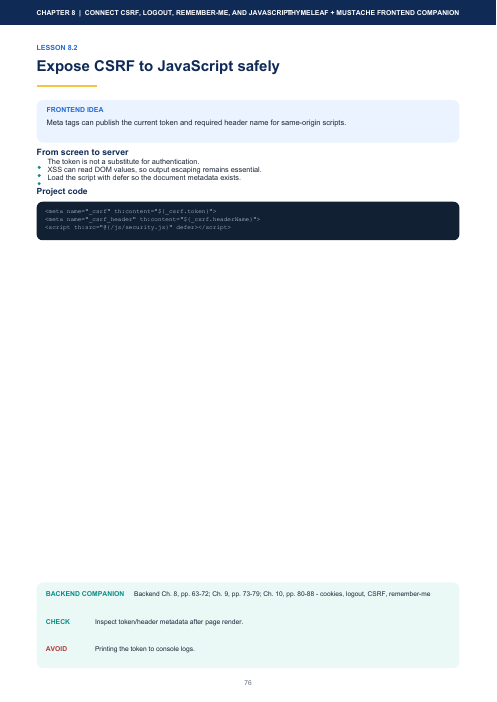 CHAPTER 8 | CONNECT CSRF, LOGOUT, REMEMBER-ME, AND JAVASCRIPT
THYMELEAF + MUSTACHE FRONTEND COMPANION
LESSON 8.2
Expose CSRF to JavaScript safely
FRONTEND IDEA
Meta tags can publish the current token and required header name for same-origin scripts.
From screen to server
The token is not a substitute for authentication.
XSS can read DOM values, so output escaping remains essential.
Load the script with defer so the document metadata exists.
Project code
<meta name="_csrf" th:content="${_csrf.token}">
<meta name="_csrf_header" th:content="${_csrf.headerName}">
<script th:src="@{/js/security.js}" defer></script>
BACKEND COMPANION Backend Ch. 8, pp. 63-72; Ch. 9, pp. 73-79; Ch. 10, pp. 80-88 - cookies, logout, CSRF, remember-me
CHECK Inspect token/header metadata after page render.
AVOID Printing the token to console logs.
76